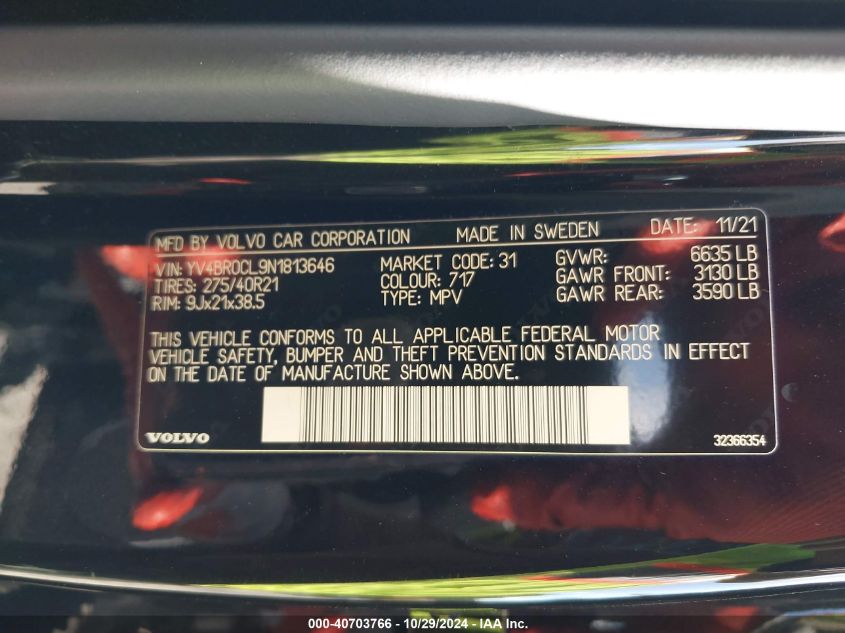 MFD BY VOLVO CAR CORPORATION MADE IN SWEDEN DATE: 11/21
VIN: YV4BR0CL9N1813646 MARKET CODE: 31 GVWR: 6635 LB
TIRES: 275/40R21 COLOUR: 717 GAWR FRONT: 3130 LB
RIM: 9Jx21x38.5 TYPE: MPV GAWR REAR: 3590 LB
THIS VEHICLE CONFORMS TO ALL APPLICABLE FEDERAL MOTOR
VEHICLE SAFETY, BUMPER AND THEFT PREVENTION STANDARDS IN EFFECT
ON THE DATE OF MANUFACTURE SHOWN ABOVE.
VOLVO 32366354
000-40703766 - 10/29/2024 - IAA Inc.